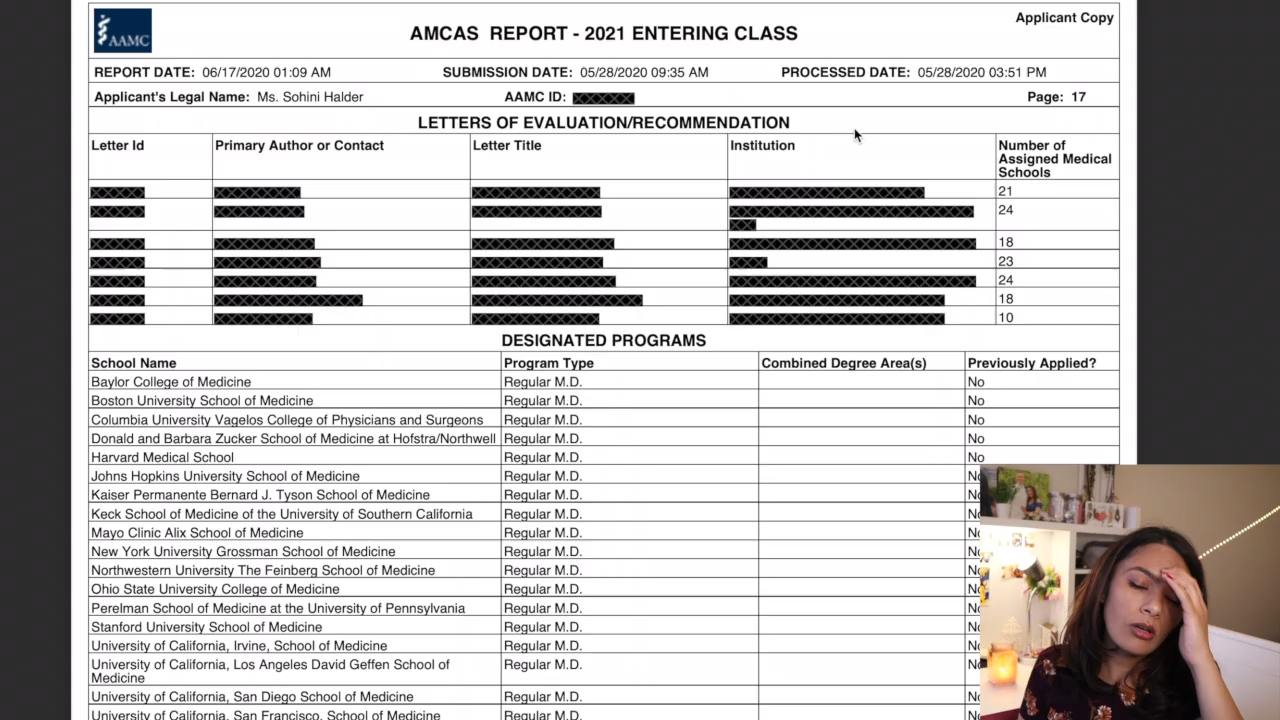 AAMC
AMCAS REPORT - 2021 ENTERING CLASS
Applicant Copy
REPORT DATE: 06/17/2020 01:09 AM SUBMISSION DATE: 05/28/2020 09:35 AM PROCESSED DATE: 05/28/2020 03:51 PM
Applicant's Legal Name: Ms. Sohini Halder AAMC ID: Page: 17
LETTERS OF EVALUATION/RECOMMENDATION
Letter Id Primary Author or Contact Letter Title Institution Number of
Assigned Medical
Schools
21
24
18
23
24
18
10
DESIGNATED PROGRAMS
School Name Program Type Combined Degree Area(s) Previously Applied?
Baylor College of Medicine Regular M.D. No
Boston University School of Medicine Regular M.D. No
Columbia University Vagelos College of Physicians and Surgeons Regular M.D. No
Donald and Barbara Zucker School of Medicine at Hofstra/Northwell Regular M.D. No
Harvard Medical School Regular M.D. No
Johns Hopkins University School of Medicine Regular M.D.
Kaiser Permanente Bernard J. Tyson School of Medicine Regular M.D.
Keck School of Medicine of the University of Southern California Regular M.D.
Mayo Clinic Alix School of Medicine Regular M.D.
New York University Grossman School of Medicine Regular M.D.
Northwestern University The Feinberg School of Medicine Regular M.D.
Ohio State University College of Medicine Regular M.D.
Perelman School of Medicine at the University of Pennsylvania Regular M.D.
Stanford University School of Medicine Regular M.D.
University of California, Irvine, School of Medicine Regular M.D.
University of California, Los Angeles David Geffen School of Regular M.D.
Medicine
University of California, San Diego School of Medicine Regular M.D.
University of California, San Francisco, School of Medicine Regular M.D.